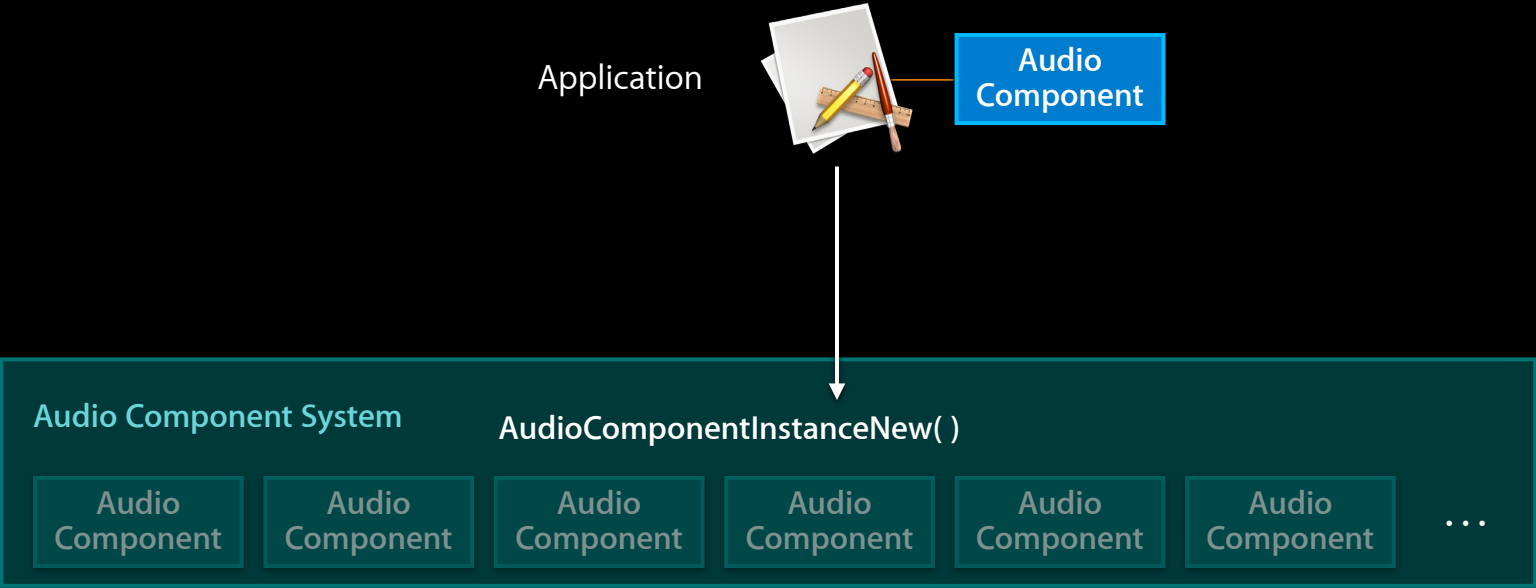 Application
Audio
Component
Audio Component System
AudioComponentInstanceNew( )
Audio
Component
Audio
Component
Audio
Component
Audio
Component
Audio
Component
Audio
Component
...